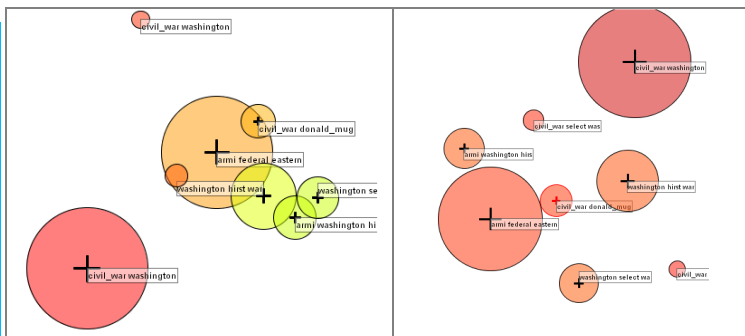 civil_war washington
civil_war donald_mug
armi federal eastern
washington hirst war
washington se
armi washington hi
civil_war washington
civil_war washington
civil_war select was
armi washington hirs
washington hirst war
civil_war donald_mug
armi federal eastern
civil_war
washington select wa